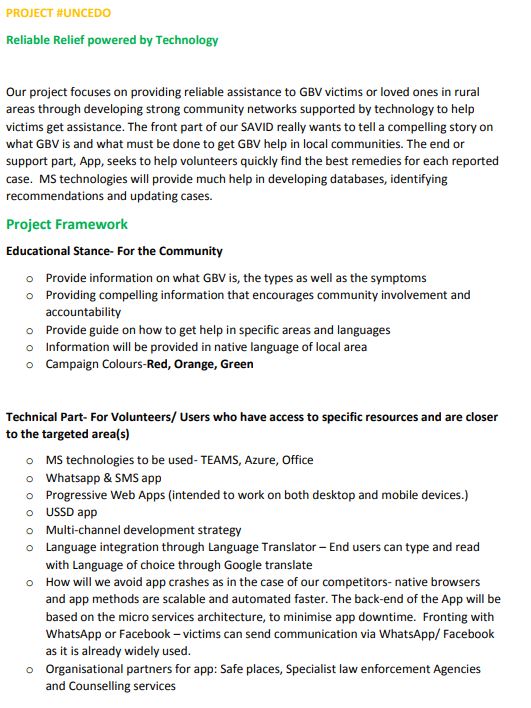 PROJECT #UNCEDO
Reliable Relief powered by Technology
Our project focuses on providing reliable assistance to GBV victims or loved ones in rural
areas through developing strong community networks supported by technology to help
victims get assistance. The front part of our SAVID really wants to tell a compelling story on
what GBV is and what must be done to get GBV help in local communities. The end or
support part, App, seeks to help volunteers quickly find the best remedies for each reported
case.  MS technologies will provide much help in developing databases, identifying
recommendations and updating cases.
Project Framework
Educational Stance- For the Community
o Provide information on what GBV is, the types as well as the symptoms
o Providing compelling information that encourages community involvement and
accountability
o Provide guide on how to get help in specific areas and languages
o Information will be provided in native language of local area
o Campaign Colours-Red, Orange, Green
Technical Part- For Volunteers/ Users who have access to specific resources and are closer
to the targeted area(s)
o MS technologies to be used- TEAMS, Azure, Office
o Whatsapp & SMS app
o Progressive Web Apps (intended to work on both desktop and mobile devices.)
o USSD app
o Multi-channel development strategy
o Language integration through Language Translator – End users can type and read
with Language of choice through Google translate
o How will we avoid app crashes as in the case of our competitors- native browsers
and app methods are scalable and automated faster. The back-end of the App will be
based on the micro services architecture, to minimise app downtime.  Fronting with
WhatsApp or Facebook – victims can send communication via WhatsApp/ Facebook
as it is already widely used.
o Organisational partners for app: Safe places, Specialist law enforcement Agencies
and Counselling services